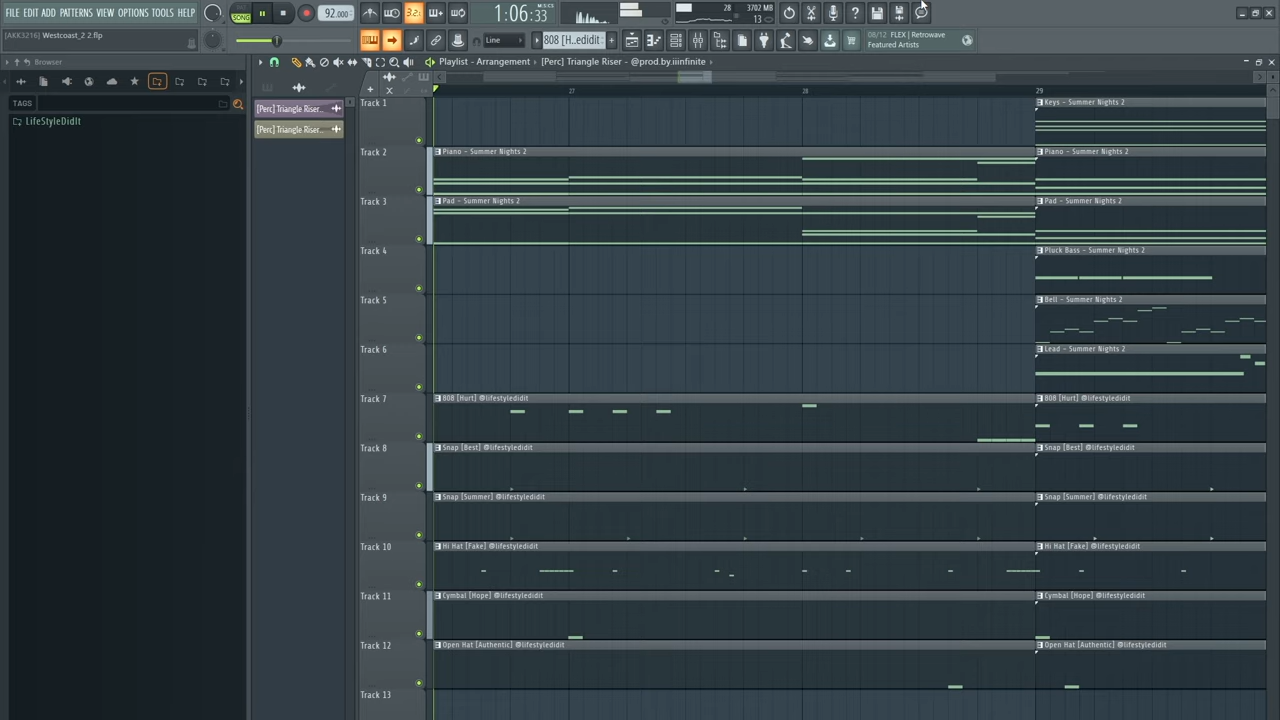 FILE EDIT ADD PATTERNS VIEW OPTIONS TOOLS HELP
SONG
92.000
3.2
1:06:33
M:S:CS
28
3702 MB
13
[AKK3216] Westcoast_2 2.flp
Line
808 [H..edidit
08/12 FLEX | Retrowave
Featured Artists
Browser
Playlist - Arrangement › [Perc] Triangle Riser - @prod.by.iiinfinite ›
TAGS
LifeStyleDidIt
[Perc] Triangle Riser..
[Perc] Triangle Riser..
27 28 29
Track 1
Keys - Summer Nights 2
Track 2
Piano - Summer Nights 2
Piano - Summer Nights 2
Track 3
Pad - Summer Nights 2
Pad - Summer Nights 2
Track 4
Pluck Bass - Summer Nights 2
Track 5
Bell - Summer Nights 2
Track 6
Lead - Summer Nights 2
Track 7
808 [Hurt] @lifestyledidit
808 [Hurt] @lifestyledidit
Track 8
Snap [Best] @lifestyledidit
Snap [Best] @lifestyledidit
Track 9
Snap [Summer] @lifestyledidit
Snap [Summer] @lifestyledidit
Track 10
Hi Hat [Fake] @lifestyledidit
Hi Hat [Fake] @lifestyledidit
Track 11
Cymbal [Hope] @lifestyledidit
Cymbal [Hope] @lifestyledidit
Track 12
Open Hat [Authentic] @lifestyledidit
Open Hat [Authentic] @lifestyledidit
Track 13